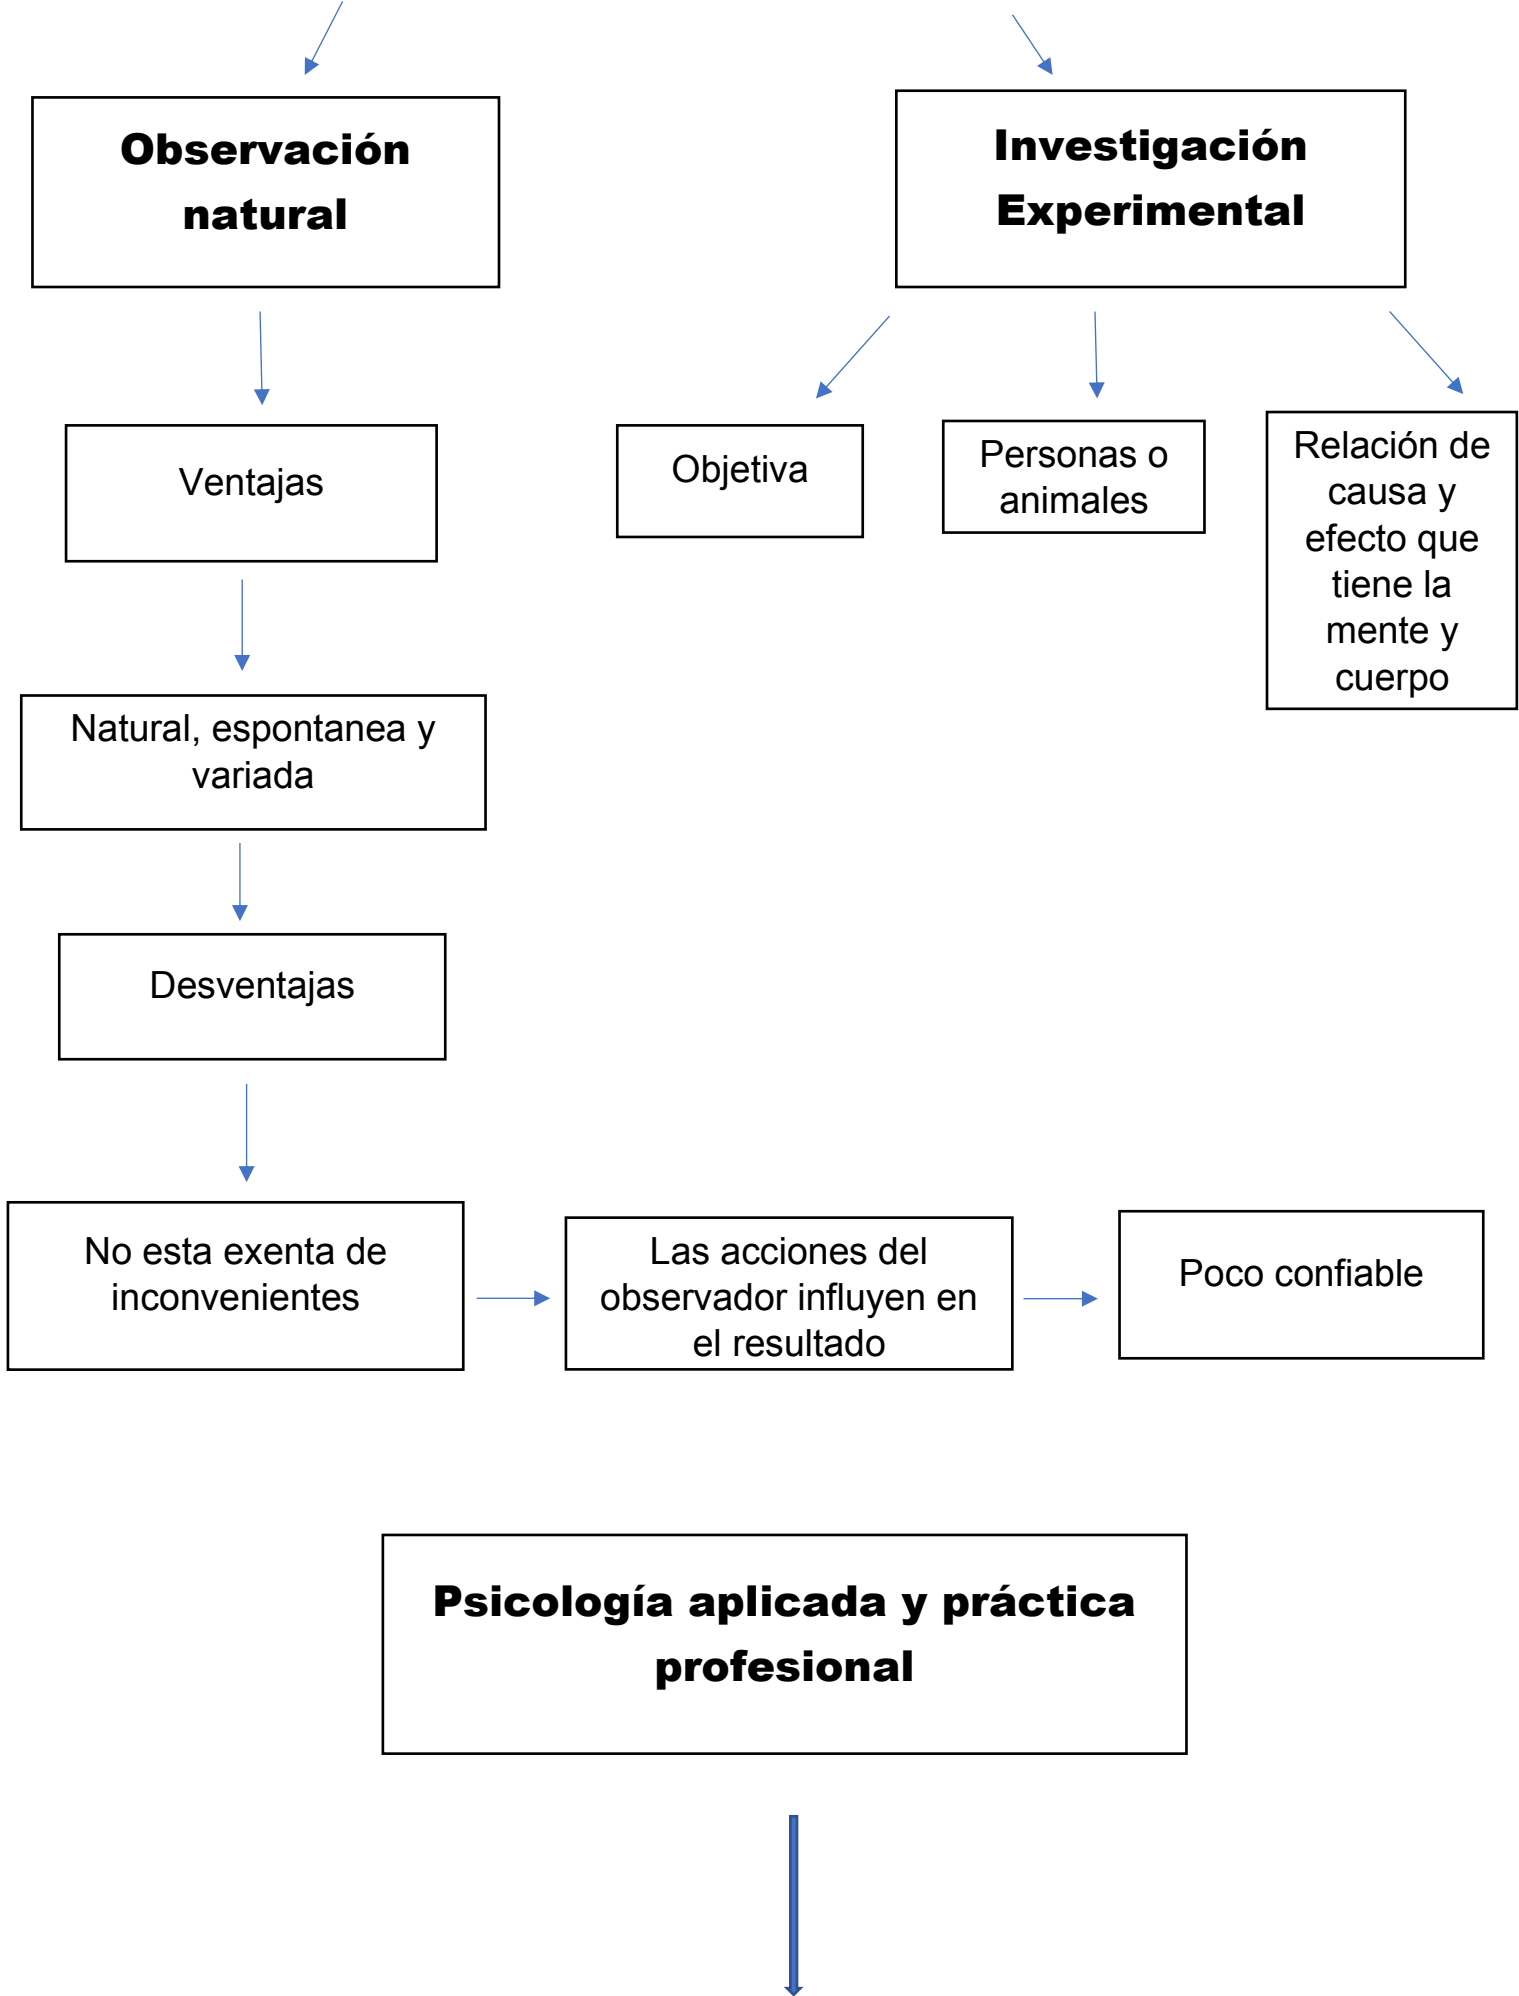 Observación
natural
Investigación
Experimental
Ventajas
Objetiva
Personas o
animales
Relación de
causa y
efecto que
tiene la
mente y
cuerpo
Natural, espontanea y
variada
Desventajas
No esta exenta de
inconvenientes
Las acciones del
observador influyen en
el resultado
Poco confiable
Psicología aplicada y práctica
profesional